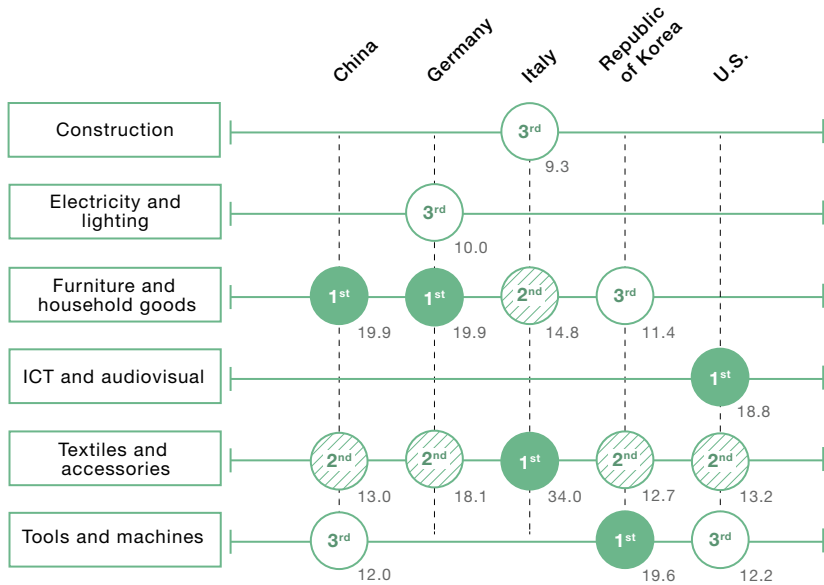 China
Germany
Italy
Republic
of Korea
U.S.
Construction
3rd
9.3
Electricity and
lighting
3rd
10.0
Furniture and
household goods
1st
19.9
1st
19.9
2nd
14.8
3rd
11.4
ICT and audiovisual
1st
18.8
Textiles and
accessories
2nd
13.0
2nd
18.1
1st
34.0
2nd
12.7
2nd
13.2
Tools and machines
3rd
12.0
1st
19.6
3rd
12.2